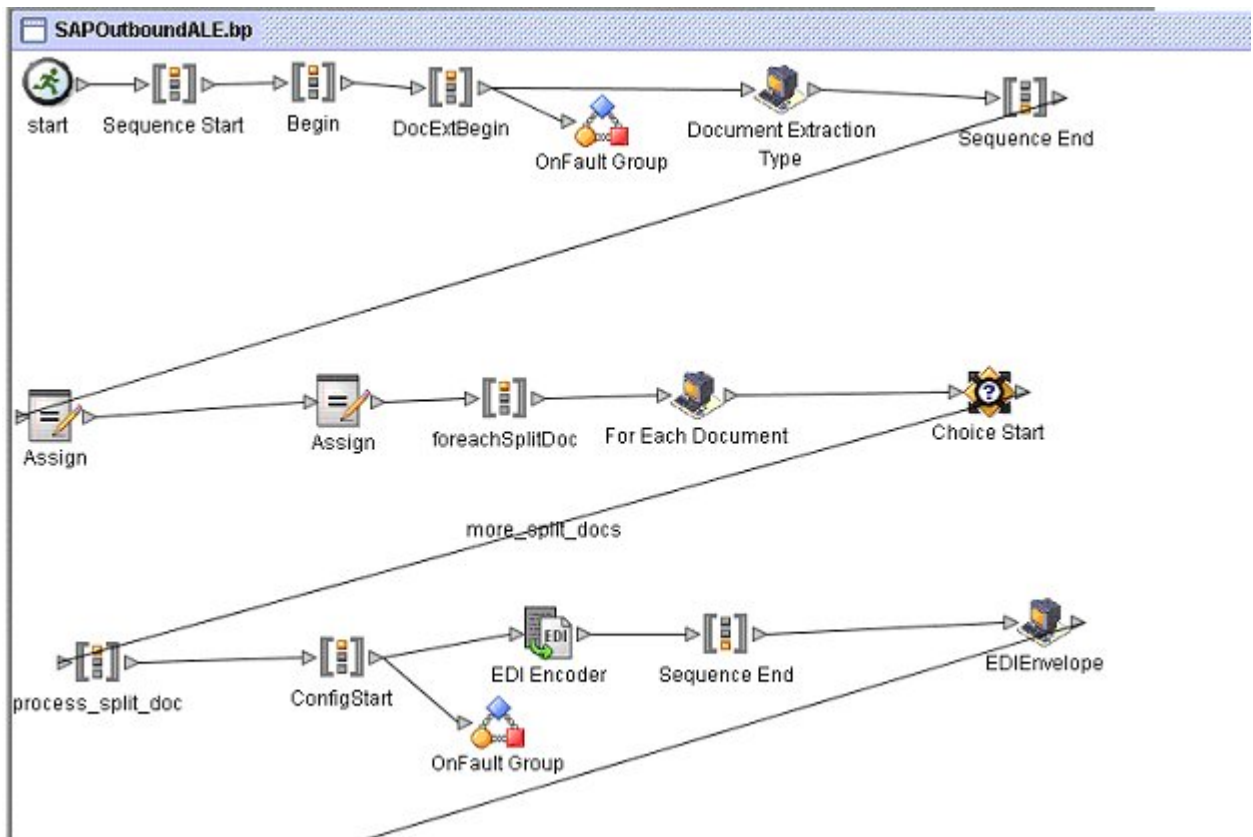 SAPOutboundALE.bp
start
Sequence Start
Begin
DocExtBegin
OnFault Group
Document Extraction
Type
Sequence End
Assign
Assign
foreachSplitDoc
For Each Document
Choice Start
more_split_docs
process_split_doc
ConfigStart
EDI
EDI Encoder
Sequence End
EDIEnvelope
OnFault Group